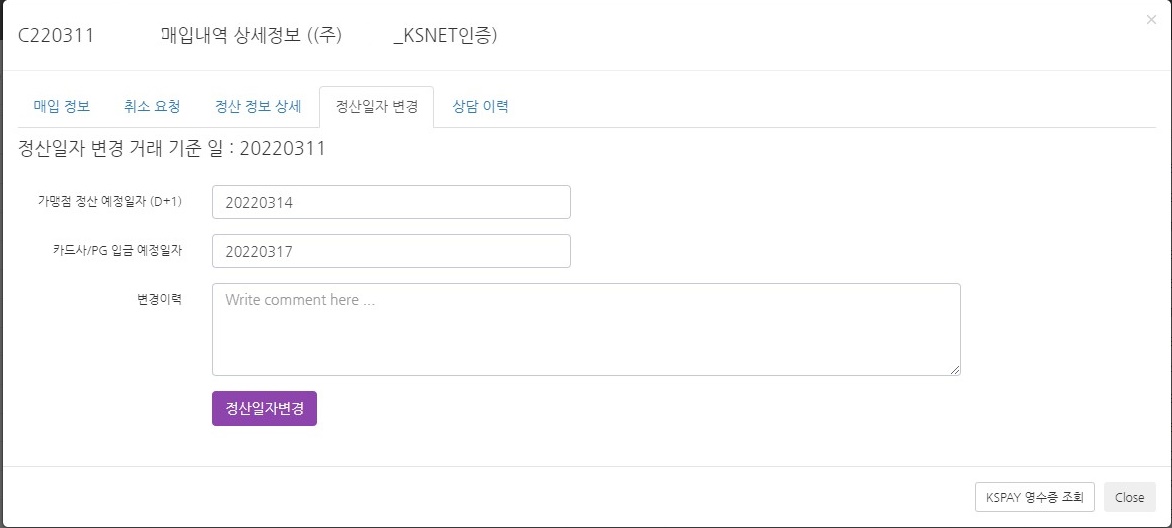 C220311 매입내역 상세정보 ((주) _KSNET인증)
×
매입 정보 취소 요청 정산 정보 상세 정산일자 변경 상담 이력
정산일자 변경 거래 기준 일 : 20220311
가맹점 정산 예정일자 (D+1) 20220314
카드사/PG 입금 예정일자 20220317
변경이력 Write comment here ...
정산일자변경
KSPAY 영수증 조회 Close